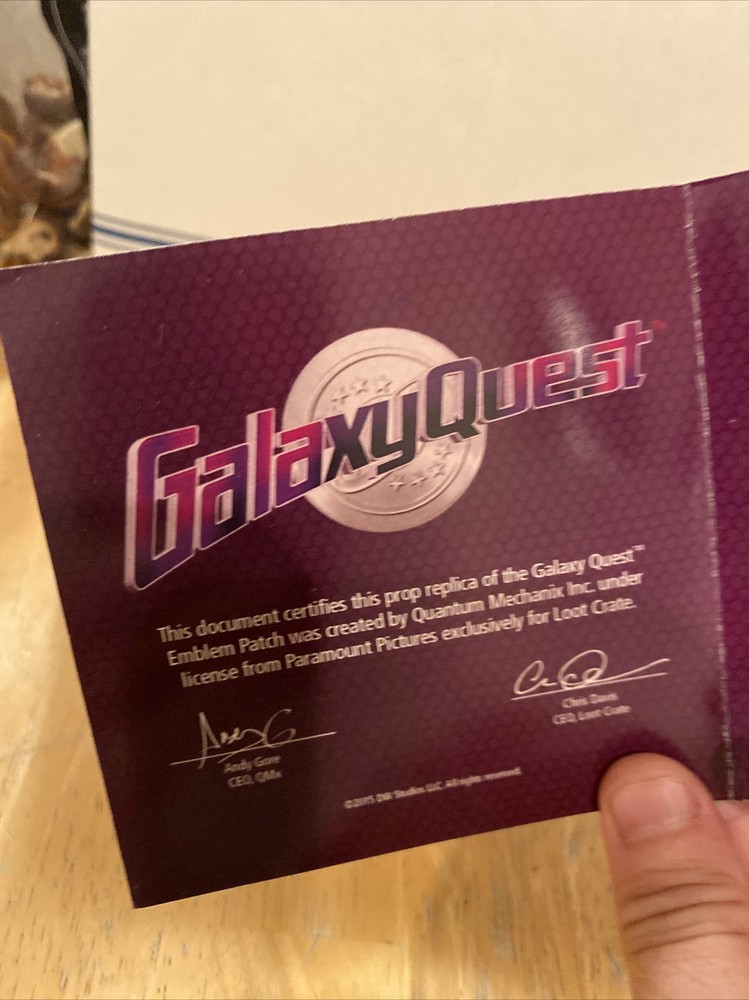 GalaxyQuest™
This document certifies this prop replica of the Galaxy Quest™
Emblem Patch was created by Quantum Mechanix Inc. under
license from Paramount Pictures exclusively for Loot Crate.
Andy Gore
CEO, QMx
Chris Davis
CEO, Loot Crate
©2015 DW Studios LLC. All rights reserved.